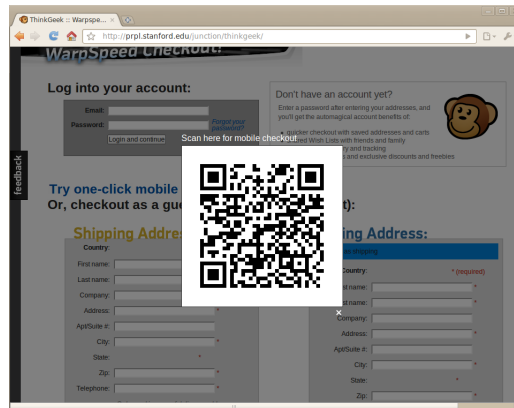 ThinkGeek :: Warpspe...
http://prpl.stanford.edu/junction/thinkgeek/
WarpSpeed Checkout!
Log into your account:
Email:
Password:
Forgot your
password?
Login and continue
Don't have an account yet?
Enter a password after entering your addresses, and
you'll get the automagical account benefits of:
quicker checkout with saved addresses and carts
ered Wish Lists with friends and family
ry and tracking
s and exclusive discounts and freebies
Scan here for mobile checkout
feedback
Try one-click mobile
Or, checkout as a gue
t):
Shipping Addre
g Address:
shipping
Country:
First name:
*
Last name:
Company:
Address:
*
Apt/Suite #:
City:
*
State:
*
Zip:
*
Telephone:
*
Country:
* (required)
st name:
*
st name:
*
Company:
Address:
*
Apt/Suite #:
City:
*
State:
*
Zip:
*
×